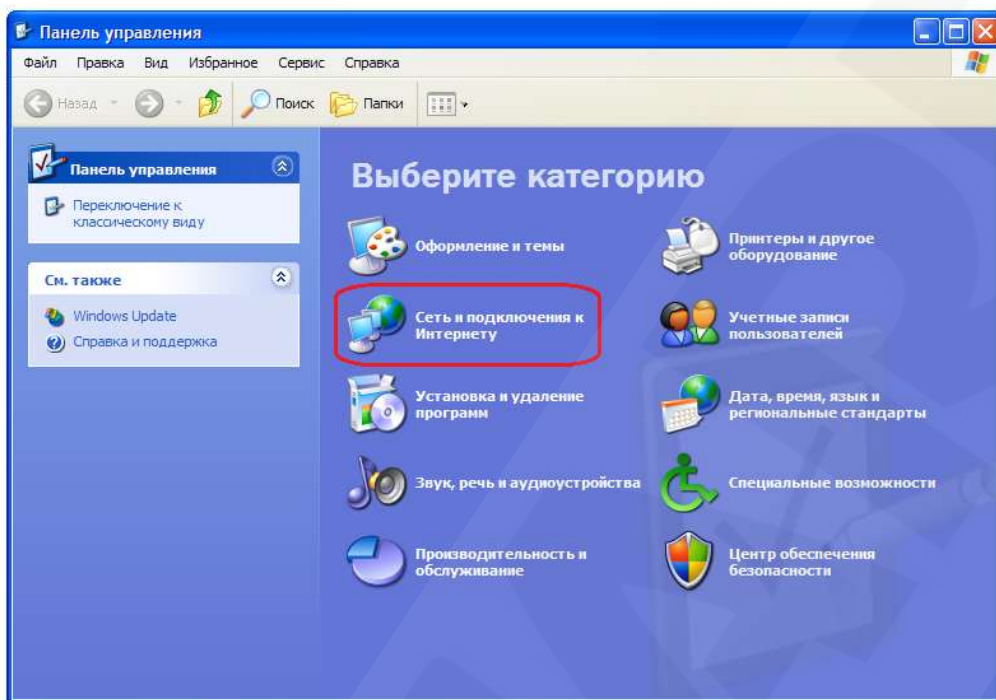 Панель управления
Файл Правка Вид Избранное Сервис Справка
Назад Поиск Папки
Панель управления
Переключение к
классическому виду
См. также
Windows Update
Справка и поддержка
Выберите категорию
Оформление и темы
Принтеры и другое
оборудование
Сеть и подключения к
Интернету
Учетные записи
пользователей
Установка и удаление
программ
Дата, время, язык и
региональные стандарты
Звук, речь и аудиоустройства
Специальные возможности
Производительность и
обслуживание
Центр обеспечения
безопасности